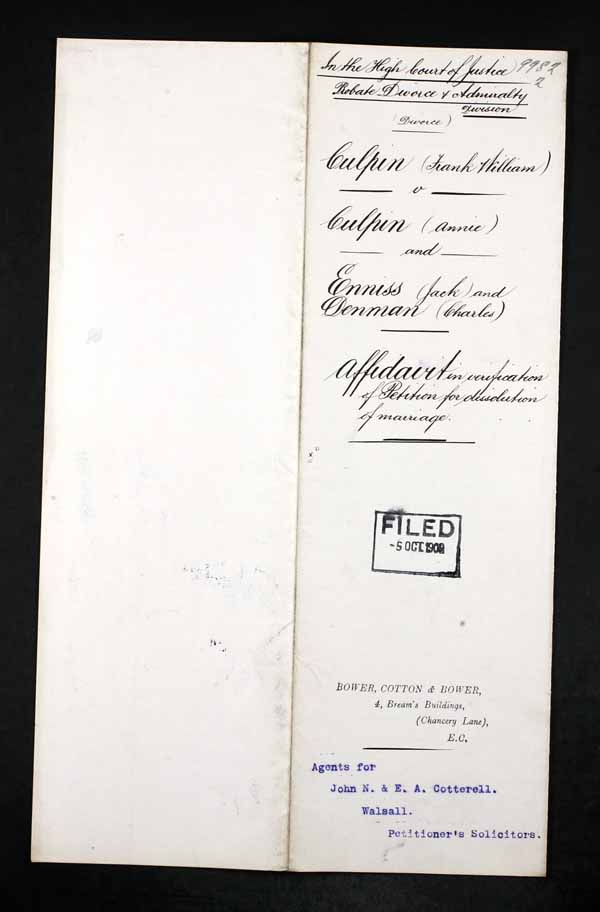 In the High Court of Justice 9982
2
Probate Divorce & Admiralty
Division
(Divorce)
Culpin (Frank William)
v
Culpin (Annie)
and
Enniss (Jack) and
Denman (Charles)
Affidavit in verification
of Petition for dissolution
of marriage.
FILED
-5 OCT. 1908
BOWER, COTTON & BOWER,
4, Bream's Buildings,
(Chancery Lane),
E.C.
Agents for
John N. & E. A. Cotterell.
Walsall.
Petitioner's Solicitors.